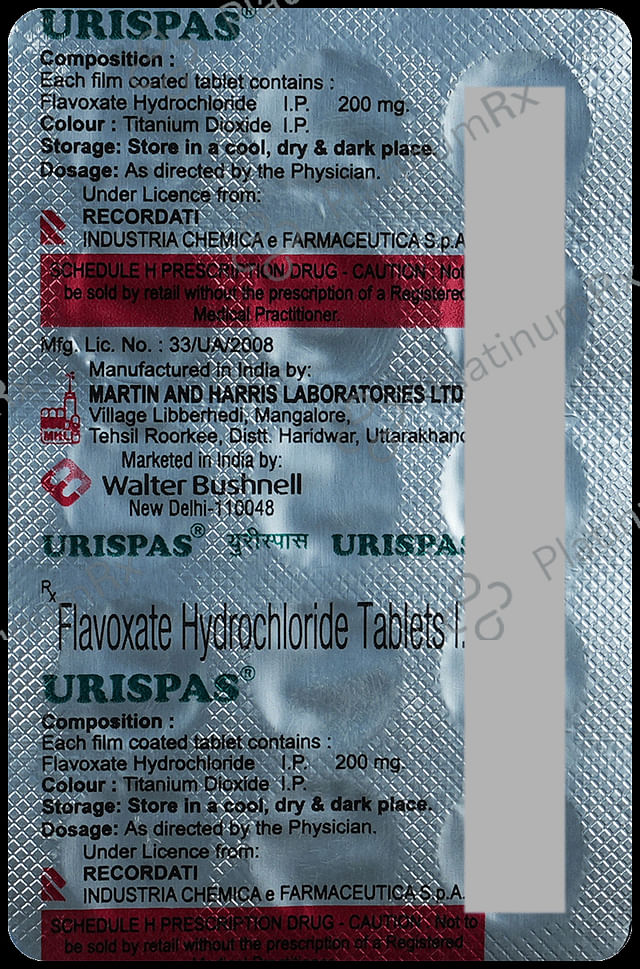 URISPAS®
Composition :
Each film coated tablet contains :
Flavoxate Hydrochloride I.P. 200 mg.
Colour : Titanium Dioxide I.P.
Storage: Store in a cool, dry & dark place.
Dosage: As directed by the Physician.
Under Licence from:
RECORDATI
INDUSTRIA CHEMICA e FARMACEUTICA S.p.A
SCHEDULE H PRESCRIPTION DRUG - CAUTION : Not
be sold by retail without the prescription of a Registered
Medical Practitioner.
Mfg. Lic. No. : 33/UA/2008
Manufactured in India by:
MARTIN AND HARRIS LABORATORIES LTD
Village Libberhedi, Mangalore,
MHLL
Tehsil Roorkee, Distt. Haridwar, Uttarakhand
Marketed in India by:
Walter Bushnell
New Delhi-110048
URISPAS® युरीस्पास URISPAS
Rx
Flavoxate Hydrochloride Tablets I.
URISPAS®
Composition :
Each film coated tablet contains :
Flavoxate Hydrochloride I.P. 200 mg.
Colour : Titanium Dioxide I.P.
Storage: Store in a cool, dry & dark place.
Dosage: As directed by the Physician.
Under Licence from:
RECORDATI
INDUSTRIA CHEMICA e FARMACEUTICA S.p.A.
SCHEDULE H PRESCRIPTION DRUG - CAUTION : Not to
be sold by retail without the prescription of a Registered
Medical Practitioner.
PlatinumRx